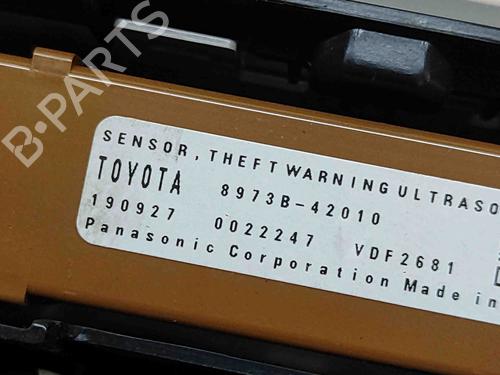 B-PARTS
SENSOR, THEFT WARNING ULTRASO
TOYOTA 8973B-42010
190927 0022247 VDF2681
Panasonic Corporation Made in